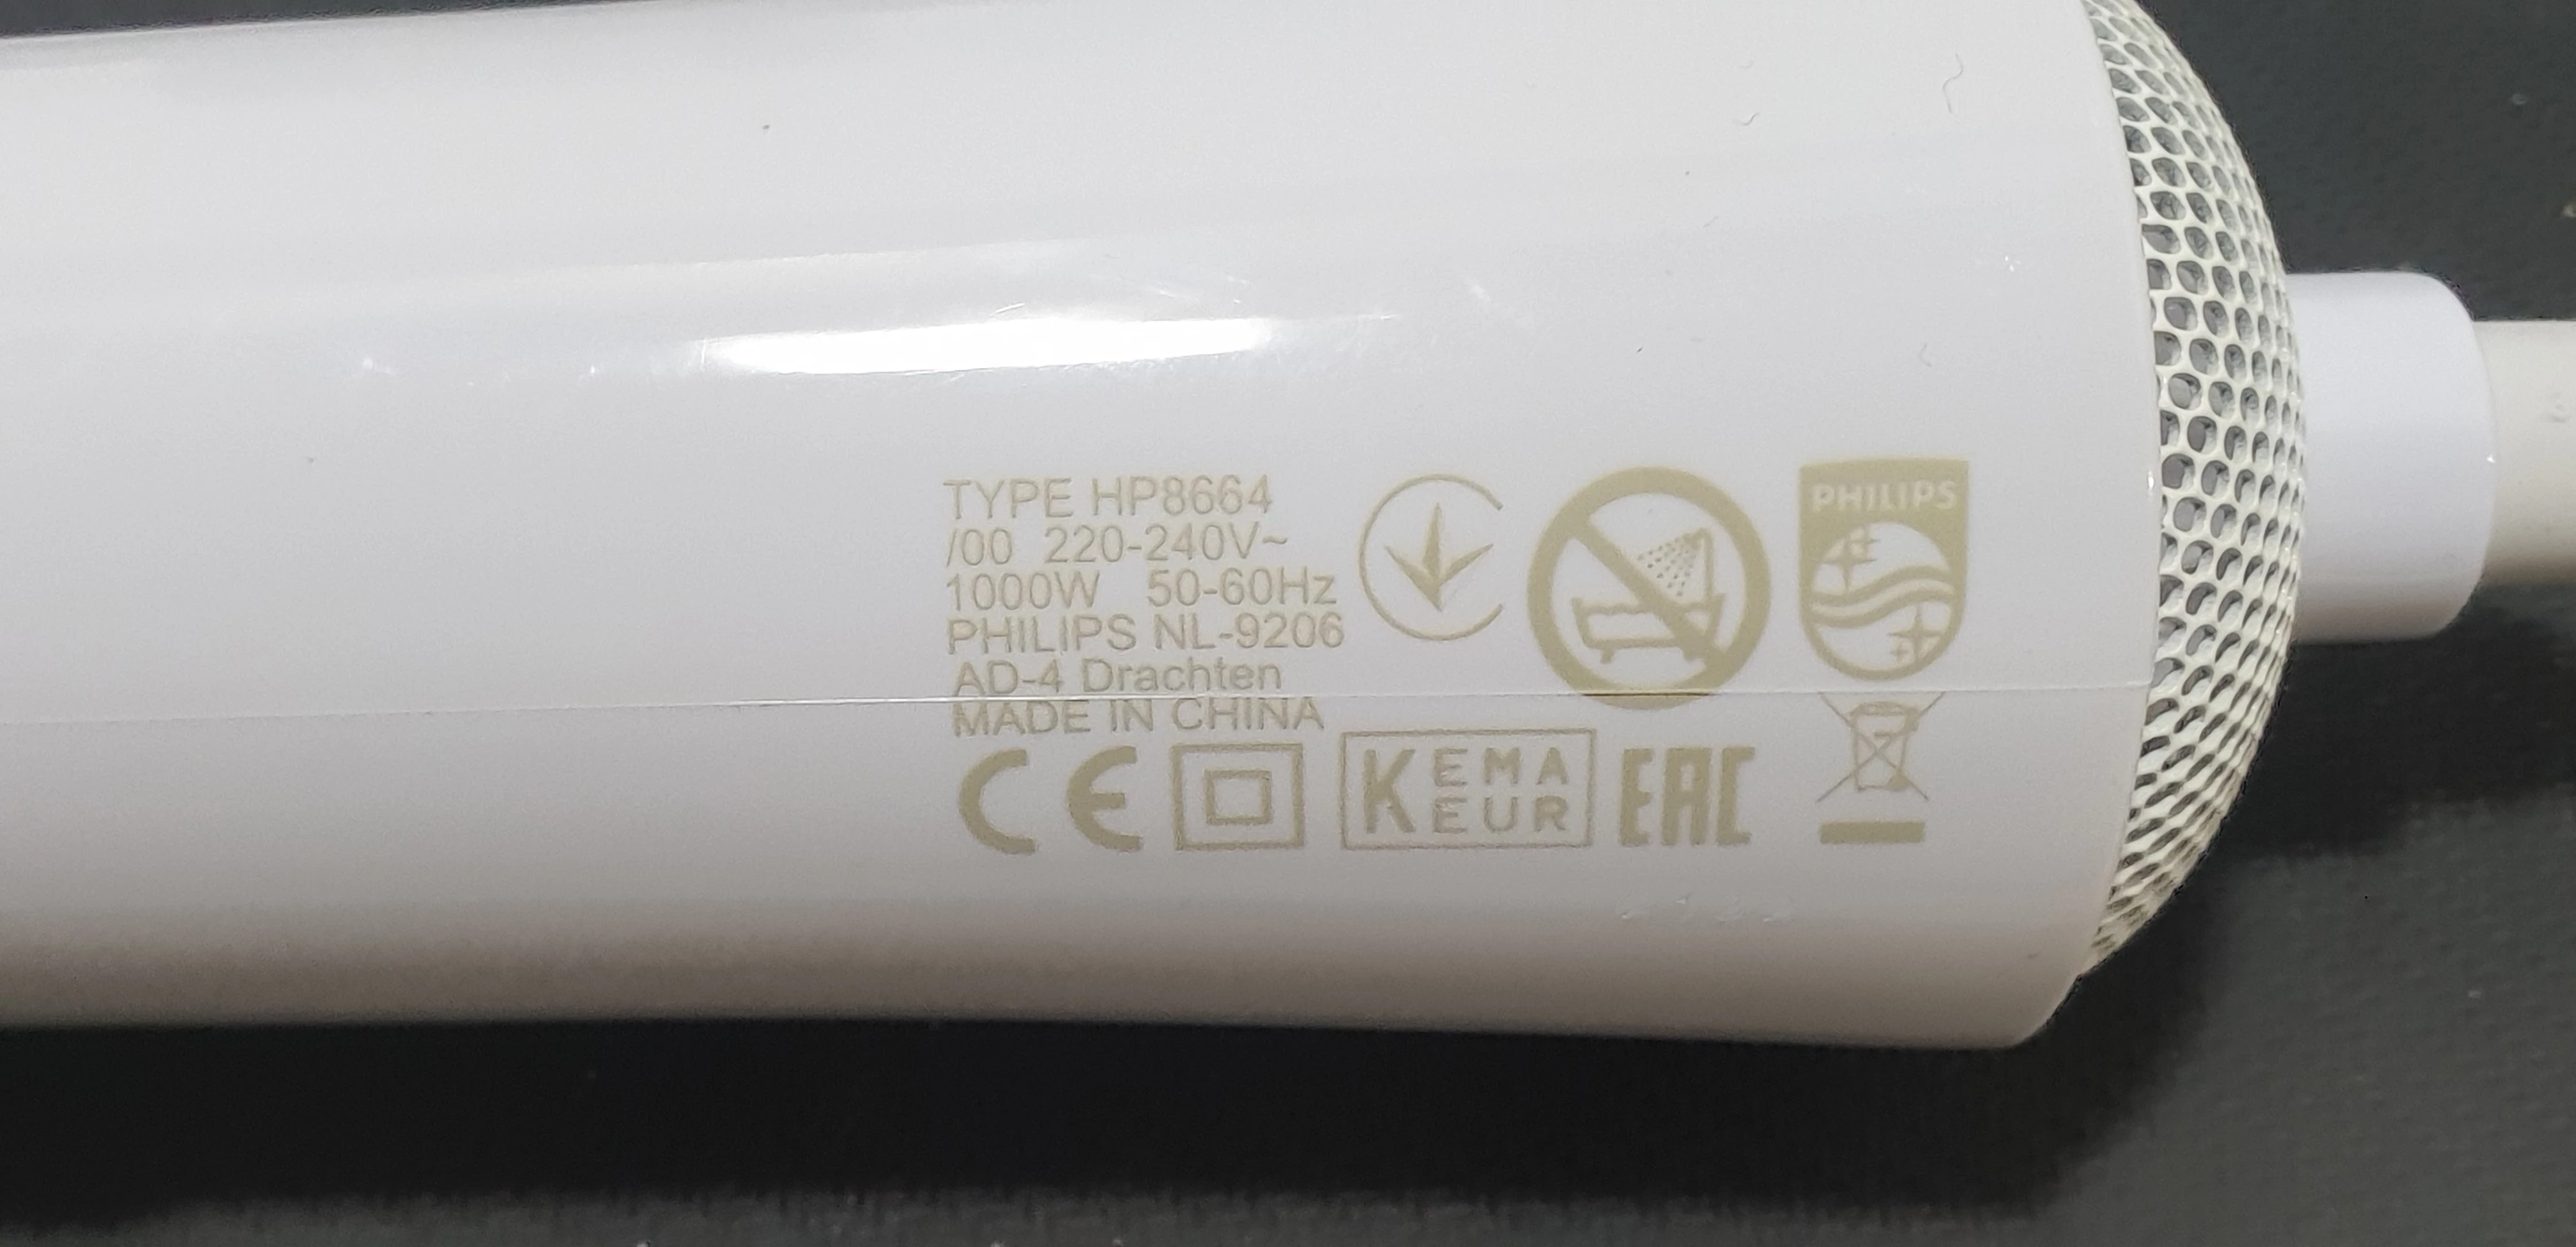 TYPE HP8664
/00 220-240V~
1000W 50-60Hz
PHILIPS NL-9206
AD-4 Drachten
MADE IN CHINA
PHILIPS
CE
KEMA
EUR
EAC